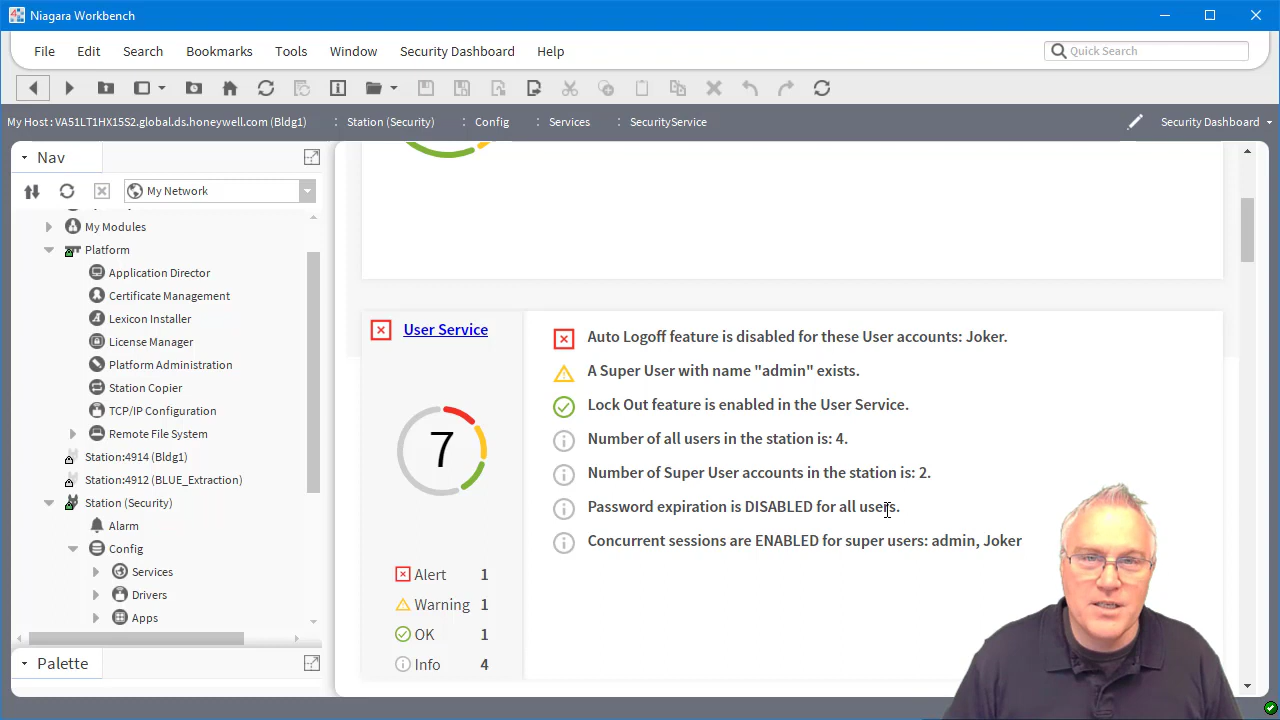 Niagara Workbench
File Edit Search Bookmarks Tools Window Security Dashboard Help
Quick Search
My Host : VA51LT1HX15S2.global.ds.honeywell.com (Bldg1) : Station (Security) : Config : Services : SecurityService
Security Dashboard
Nav
My Network
My Modules
Platform
Application Director
Certificate Management
Lexicon Installer
License Manager
Platform Administration
Station Copier
TCP/IP Configuration
Remote File System
Station:4914 (Bldg1)
Station:4912 (BLUE_Extraction)
Station (Security)
Alarm
Config
Services
Drivers
Apps
Palette
User Service
7
Alert 1
Warning 1
OK 1
Info 4
Auto Logoff feature is disabled for these User accounts: Joker.
A Super User with name "admin" exists.
Lock Out feature is enabled in the User Service.
Number of all users in the station is: 4.
Number of Super User accounts in the station is: 2.
Password expiration is DISABLED for all users.
Concurrent sessions are ENABLED for super users: admin, Joker